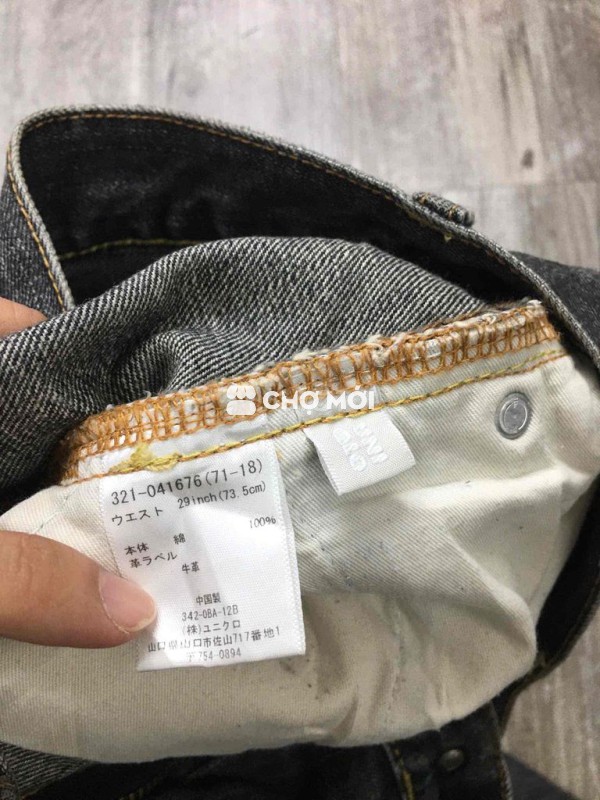 CHỢ MỚI
UNI
QLO
321-041676(71-18)
ウエスト 29inch(73.5cm)
100%
本体 綿
革ラベル
牛革
中国製
342-08A-12B
(株)ユニクロ
山口県山口市佐山717番地1
〒754-0894